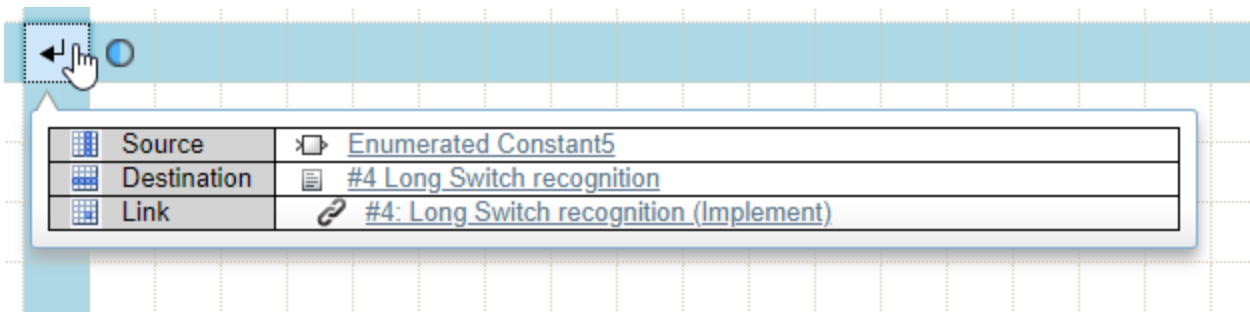 Source Enumerated Constant5
Destination #4 Long Switch recognition
Link #4: Long Switch recognition (Implement)